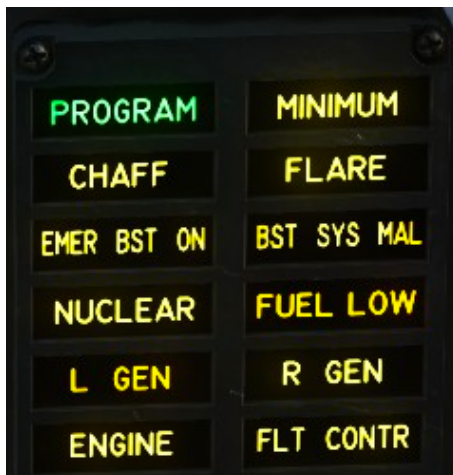 PROGRAM MINIMUM
CHAFF FLARE
EMER BST ON BST SYS MAL
NUCLEAR FUEL LOW
L GEN R GEN
ENGINE FLT CONTR